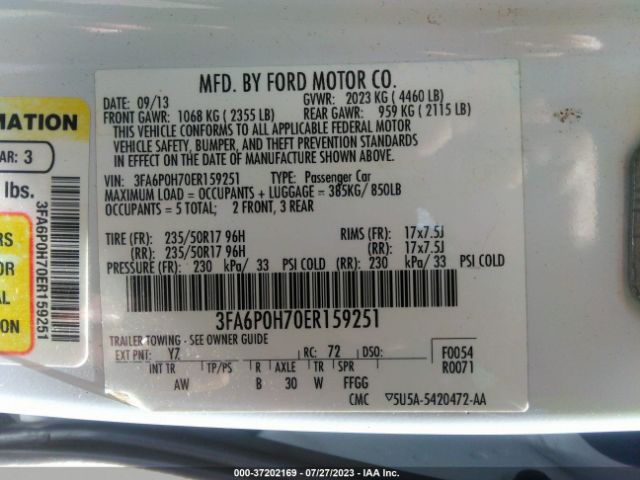 MFD. BY FORD MOTOR CO.
DATE: 09/13 GVWR: 2023 KG ( 4460 LB)
FRONT GAWR: 1068 KG ( 2355 LB) REAR GAWR: 959 KG ( 2115 LB)
THIS VEHICLE CONFORMS TO ALL APPLICABLE FEDERAL MOTOR
VEHICLE SAFETY, BUMPER, AND THEFT PREVENTION STANDARDS
IN EFFECT ON THE DATE OF MANUFACTURE SHOWN ABOVE.
VIN: 3FA6P0H70ER159251 TYPE: Passenger Car
MAXIMUM LOAD = OCCUPANTS + LUGGAGE = 385KG/ 850LB
OCCUPANTS = 5 TOTAL; 2 FRONT, 3 REAR
TIRE (FR): 235/50R17 96H RIMS (FR): 17x7.5J
(RR): 235/50R17 96H (RR): 17x7.5J
PRESSURE (FR): 230 kPa/ 33 PSI COLD (RR): 230 kPa/ 33 PSI COLD
3FA6P0H70ER159251
TRAILER TOWING - SEE OWNER GUIDE
EXT PNT: Y7 RC: 72 DSO: F0054
INT TR TP/PS R AXLE TR SPR R0071
AW B 30 W FFGG
CMC ▽5U5A-5420472-AA
MATION
AR: 3
lbs.
RS
OR
AL
ION
3FA6P0H70ER159251
000-37202169 - 07/27/2023 - IAA Inc.